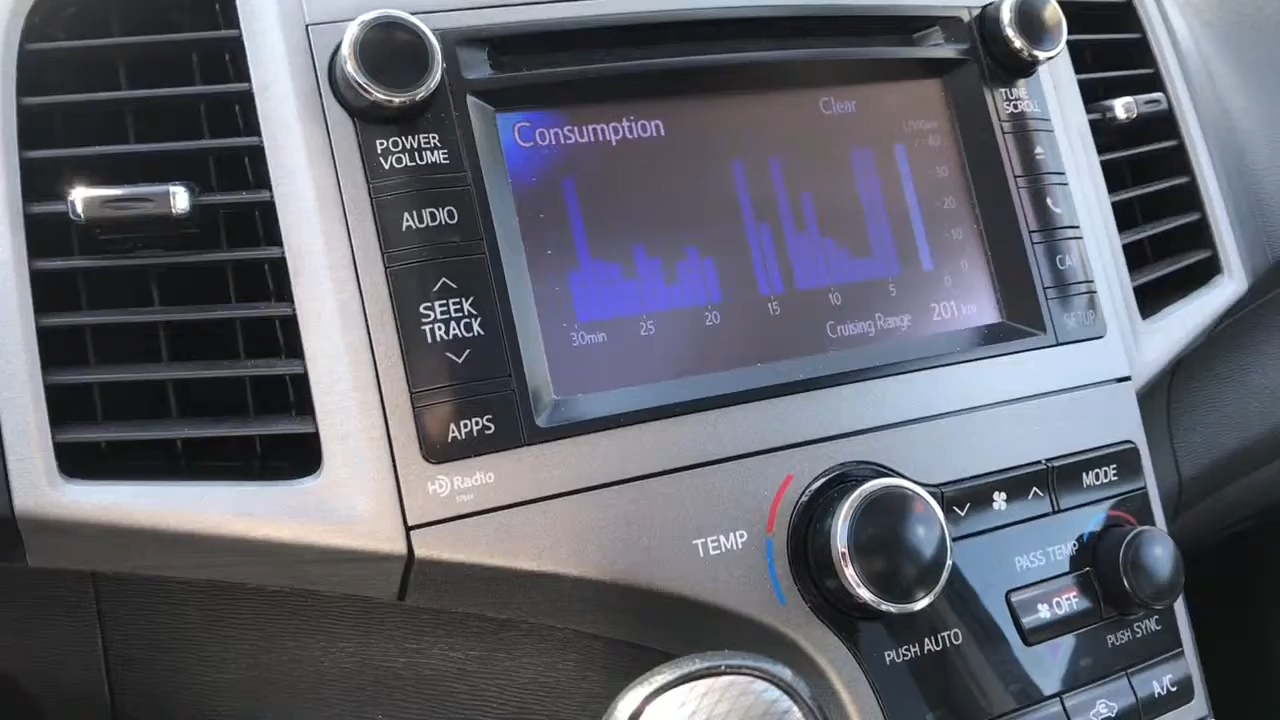 POWER
VOLUME
AUDIO
SEEK
TRACK
APPS
HD Radio
Consumption
Clear
L/100km
40
30
20
10
0
30min
25
20
15
10
5
0
Cruising Range 201 km
TUNE
SCROLL
SETUP
TEMP
PUSH AUTO
MODE
PASS TEMP
OFF
PUSH SYNC
A/C